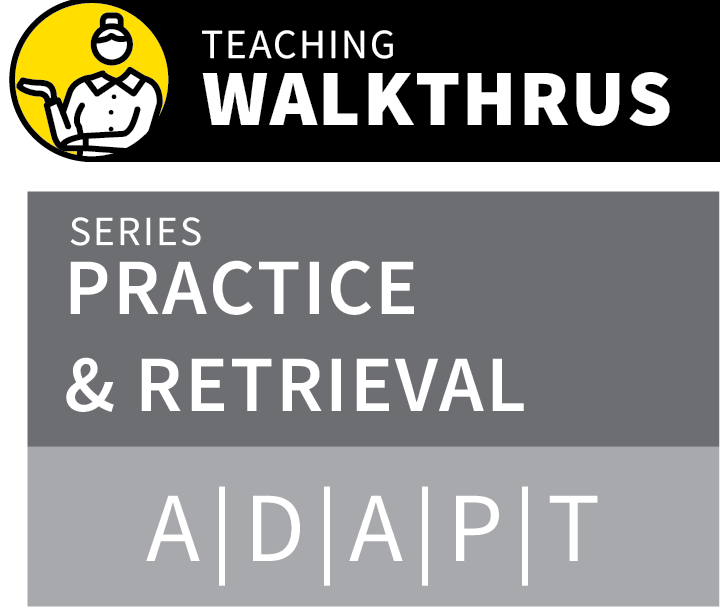 TEACHING
WALKTHRUS
SERIES
PRACTICE
& RETRIEVAL
A|D|A|P|T